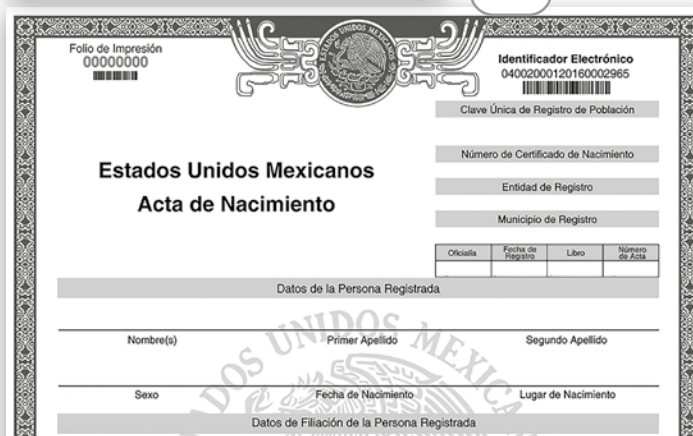 Folio de Impresión
00000000
ESTADOS UNIDOS MEXICANOS
Identificador Electrónico
04002000120160002965
Clave Única de Registro de Población
Número de Certificado de Nacimiento
Estados Unidos Mexicanos
Acta de Nacimiento
Entidad de Registro
Municipio de Registro
Oficialía Fecha de Registro Libro Número de Acta
Datos de la Persona Registrada
Nombre(s) Primer Apellido Segundo Apellido
Sexo Fecha de Nacimiento Lugar de Nacimiento
Datos de Filiación de la Persona Registrada